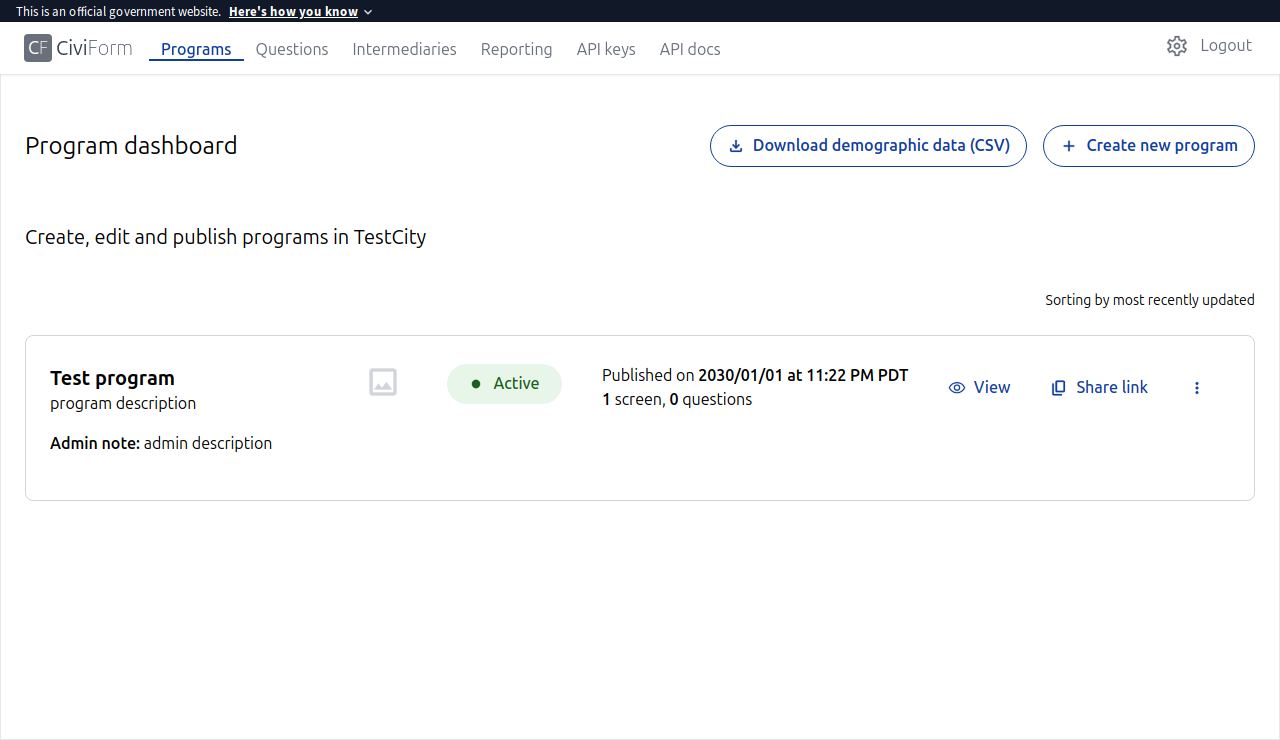 This is an official government website. Here's how you know
CF CiviForm Programs Questions Intermediaries Reporting API keys API docs Logout
Program dashboard Download demographic data (CSV) Create new program
Create, edit and publish programs in TestCity
Sorting by most recently updated
Test program
program description
Admin note: admin description
Active
Published on 2030/01/01 at 11:22 PM PDT
1 screen, 0 questions
View Share link